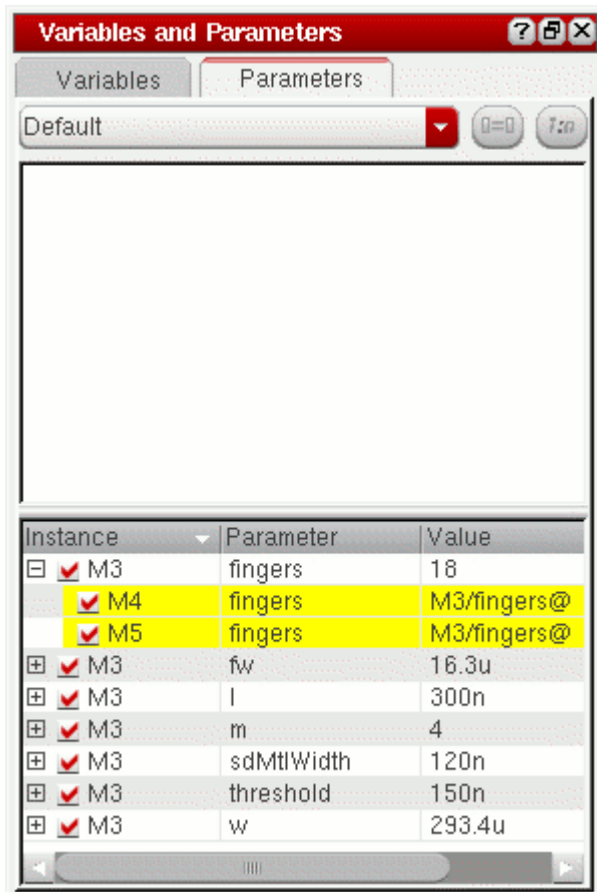 Variables and Parameters
Variables Parameters
Default
Instance Parameter Value
M3 fingers 18
M4 fingers M3/fingers@
M5 fingers M3/fingers@
M3 fw 16.3u
M3 l 300n
M3 m 4
M3 sdMtlWidth 120n
M3 threshold 150n
M3 w 293.4u